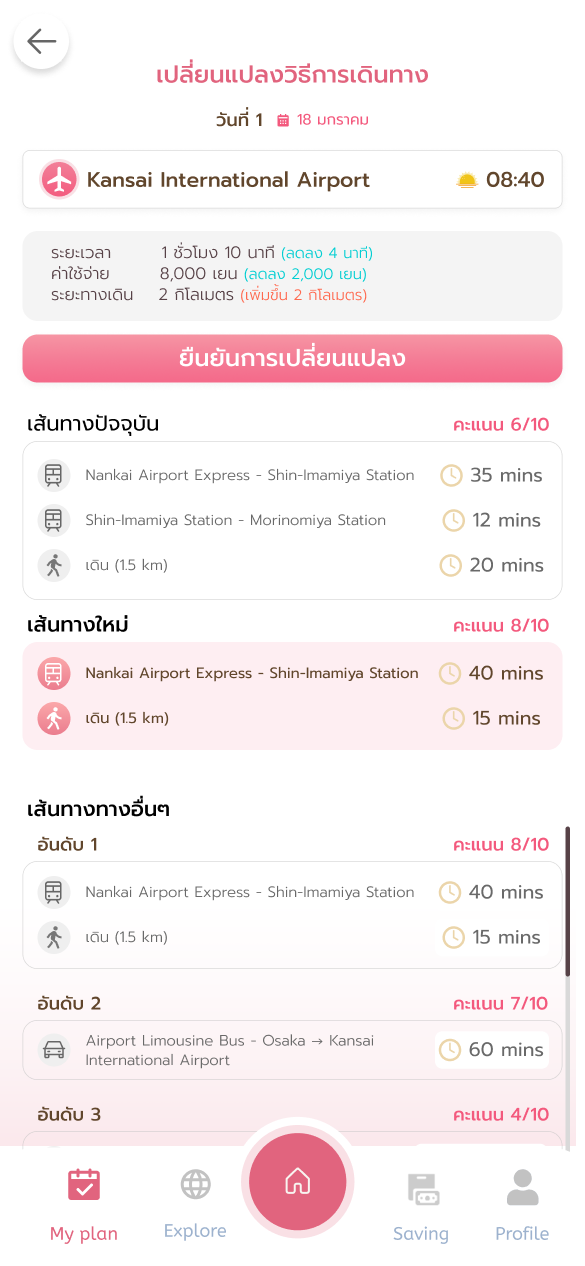 เปลี่ยนแปลงวิธีการเดินทาง
วันที่ 1 18 มกราคม
Kansai International Airport 08:40
ระยะเวลา 1 ชั่วโมง 10 นาที (ลดลง 4 นาที)
ค่าใช้จ่าย 8,000 เยน (ลดลง 2,000 เยน)
ระยะทางเดิน 2 กิโลเมตร (เพิ่มขึ้น 2 กิโลเมตร)
ยืนยันการเปลี่ยนแปลง
เส้นทางปัจจุบัน คะแนน 6/10
Nankai Airport Express - Shin-Imamiya Station 35 mins
Shin-Imamiya Station - Morinomiya Station 12 mins
เดิน (1.5 km) 20 mins
เส้นทางใหม่ คะแนน 8/10
Nankai Airport Express - Shin-Imamiya Station 40 mins
เดิน (1.5 km) 15 mins
เส้นทางทางอื่นๆ
อันดับ 1 คะแนน 8/10
Nankai Airport Express - Shin-Imamiya Station 40 mins
เดิน (1.5 km) 15 mins
อันดับ 2 คะแนน 7/10
Airport Limousine Bus - Osaka → Kansai
International Airport 60 mins
อันดับ 3 คะแนน 4/10
My plan Explore Saving Profile